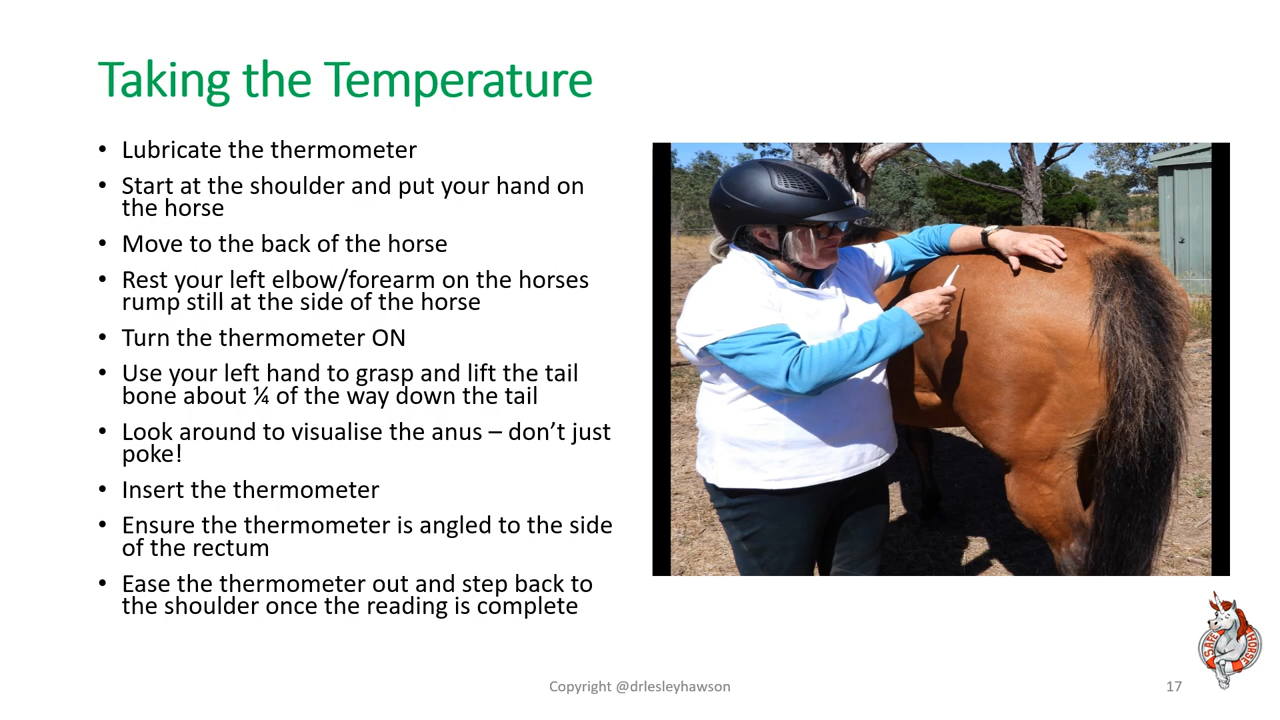 Taking the Temperature
• Lubricate the thermometer
• Start at the shoulder and put your hand on
the horse
• Move to the back of the horse
• Rest your left elbow/forearm on the horses
rump still at the side of the horse
• Turn the thermometer ON
• Use your left hand to grasp and lift the tail
bone about ¼ of the way down the tail
• Look around to visualise the anus – don’t just
poke!
• Insert the thermometer
• Ensure the thermometer is angled to the side
of the rectum
• Ease the thermometer out and step back to
the shoulder once the reading is complete
SAFE HORSE
Copyright @drlesleyhawson
17